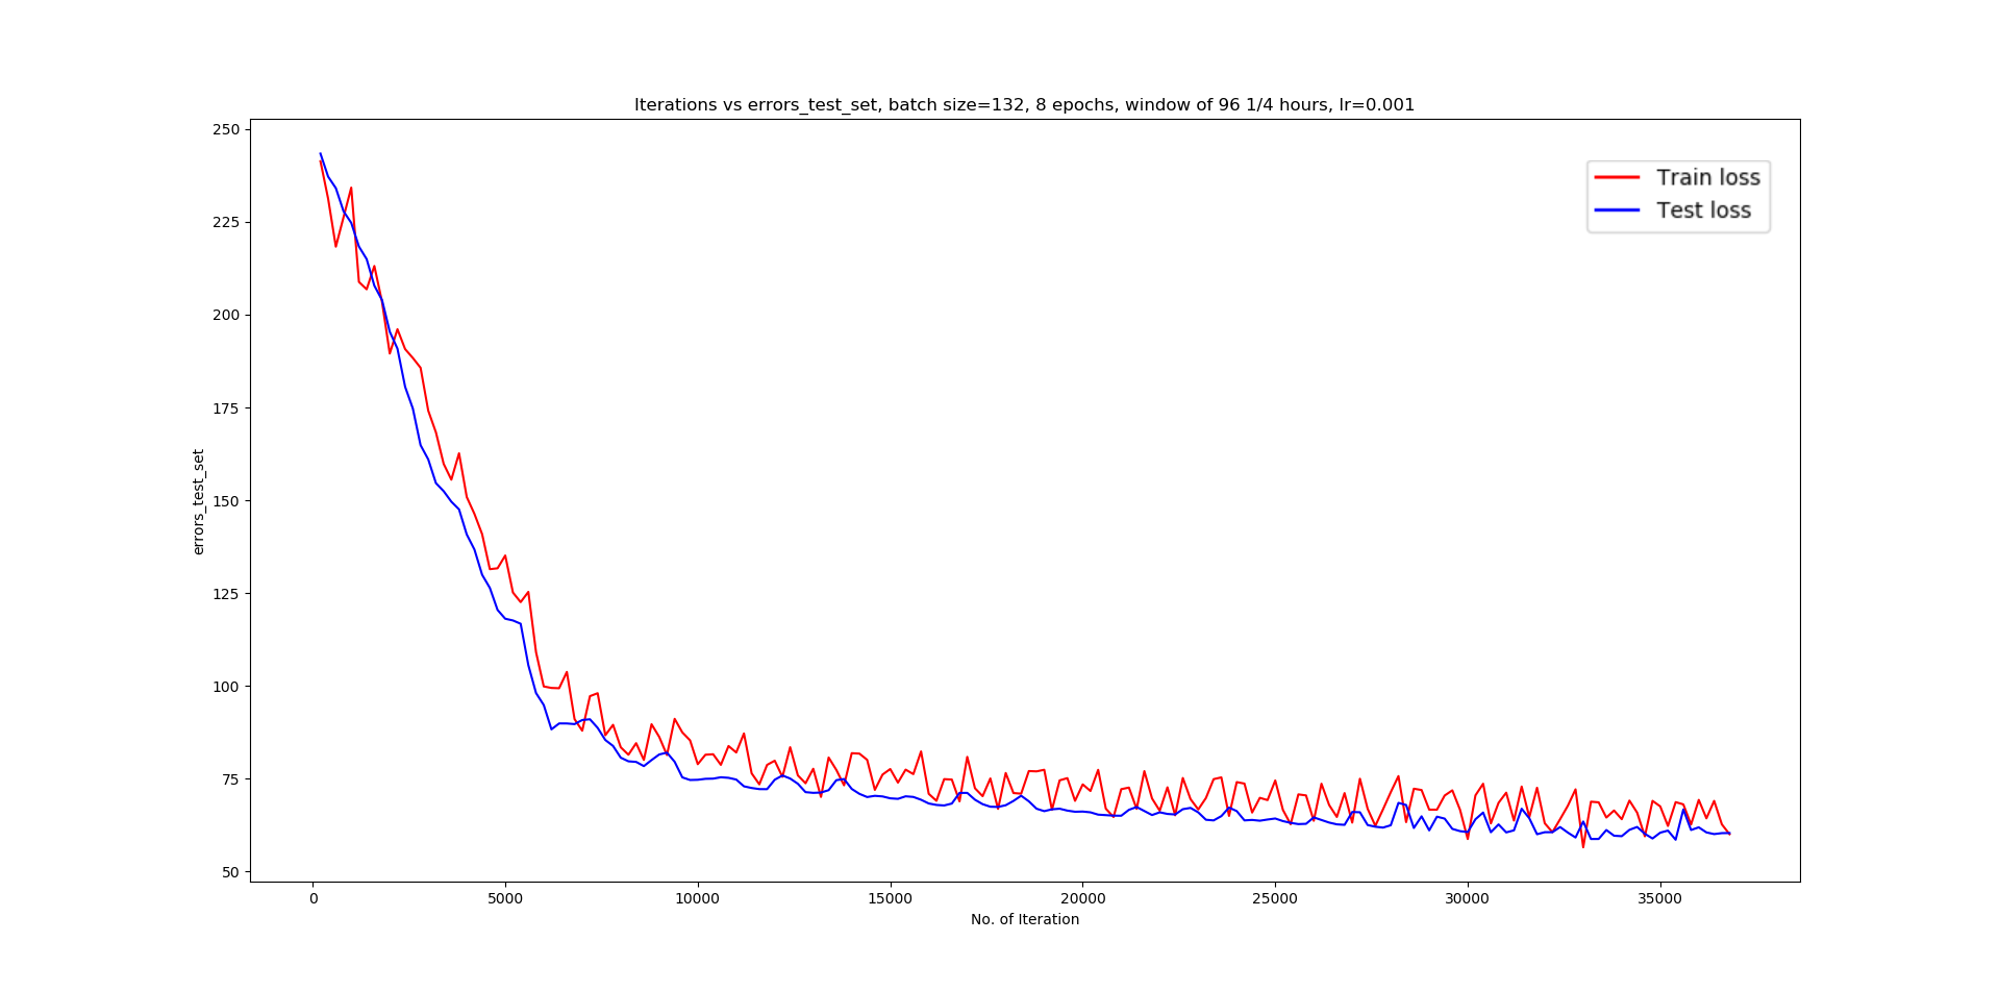 Iterations vs errors_test_set, batch size=132, 8 epochs, window of 96 1/4 hours, lr=0.001
250
225
200
175
150
125
100
75
50
errors_test_set
Train loss
Test loss
0 5000 10000 15000 20000 25000 30000 35000
No. of Iteration